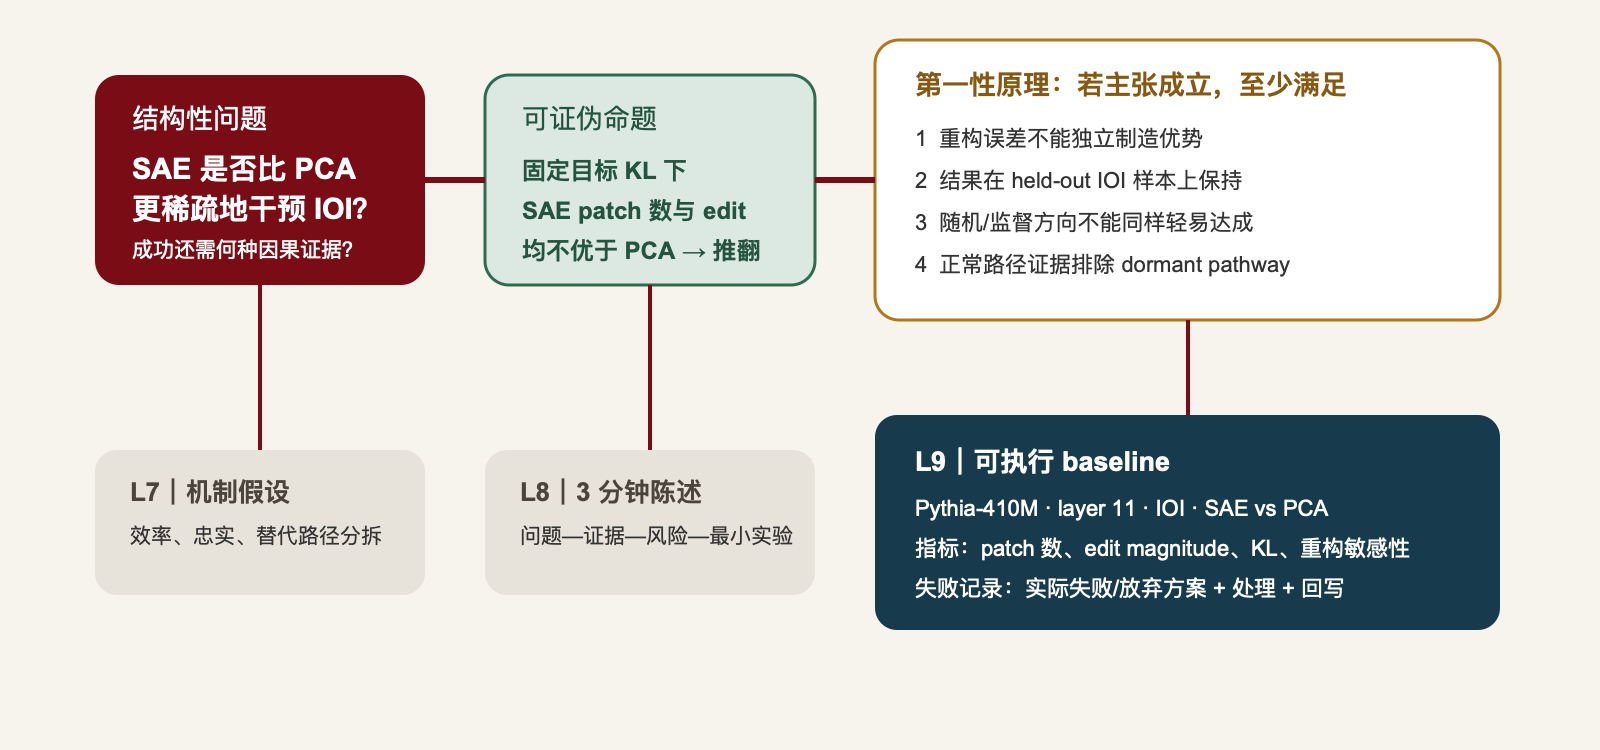 结构性问题
SAE 是否比 PCA
更稀疏地干预 IOI?
成功还需何种因果证据?
可证伪命题
固定目标 KL 下
SAE patch 数与 edit
均不优于 PCA → 推翻
第一性原理：若主张成立，至少满足
1 重构误差不能独立制造优势
2 结果在 held-out IOI 样本上保持
3 随机/监督方向不能同样轻易达成
4 正常路径证据排除 dormant pathway
L7｜机制假设
效率、忠实、替代路径分拆
L8｜3 分钟陈述
问题—证据—风险—最小实验
L9｜可执行 baseline
Pythia-410M · layer 11 · IOI · SAE vs PCA
指标：patch 数、edit magnitude、KL、重构敏感性
失败记录：实际失败/放弃方案 + 处理 + 回写